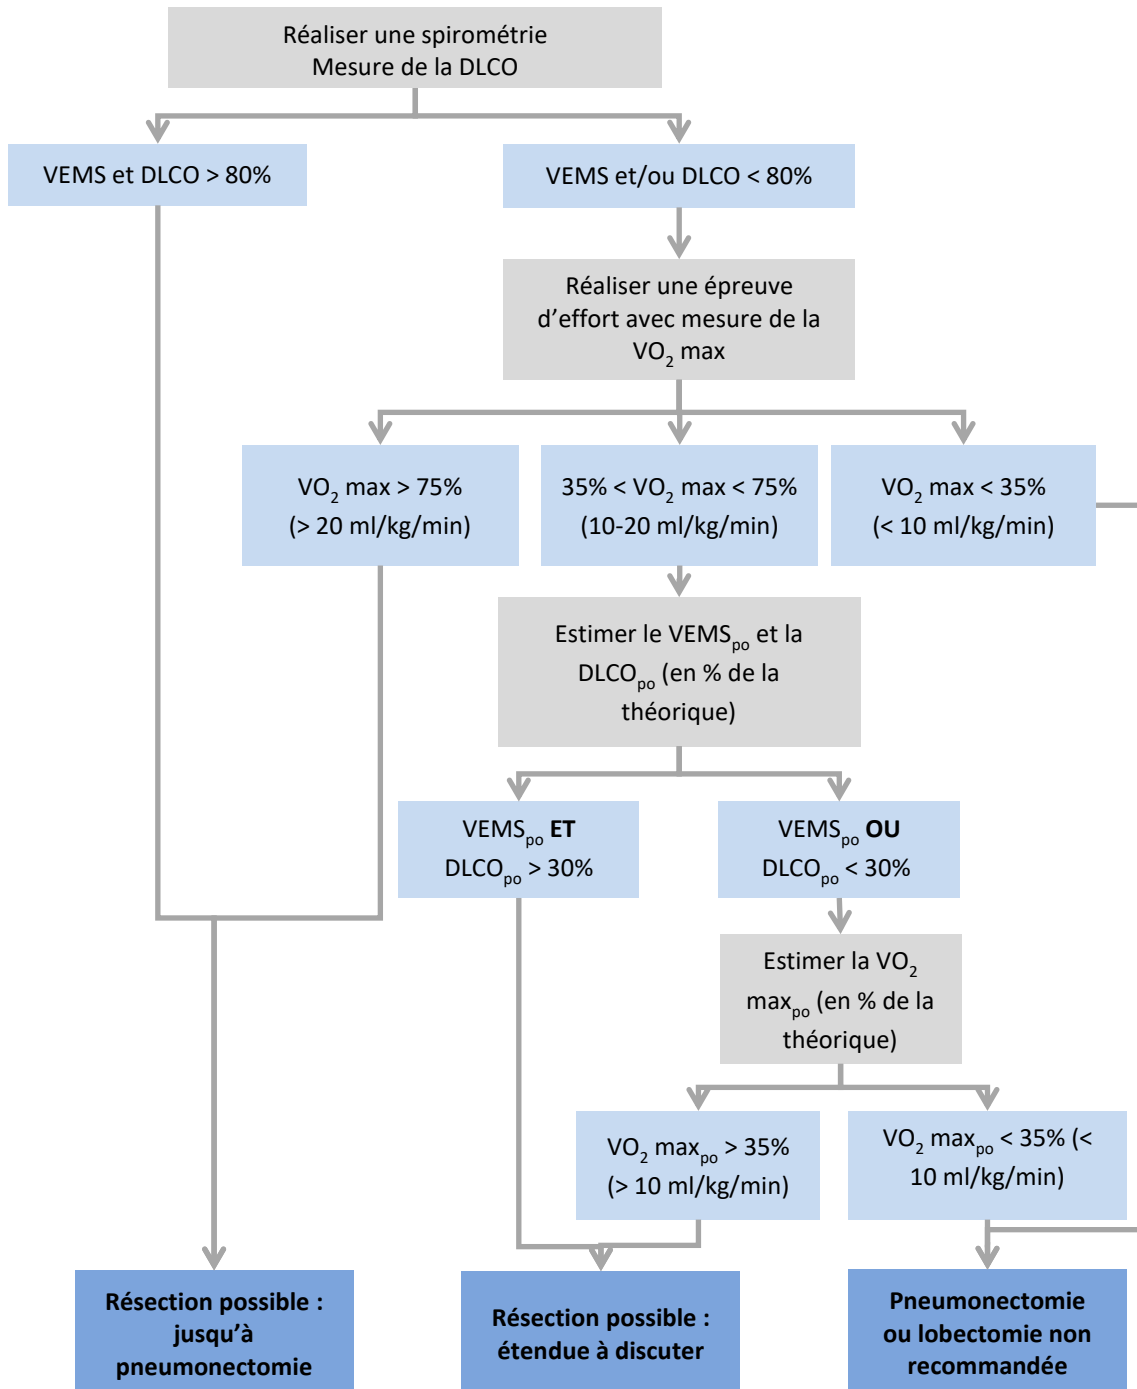 Réaliser une spirométrie
Mesure de la DLCO
VEMS et DLCO > 80%
VEMS et/ou DLCO < 80%
Réaliser une épreuve
d’effort avec mesure de la
VO₂ max
VO₂ max > 75%
(> 20 ml/kg/min)
35% < VO₂ max < 75%
(10-20 ml/kg/min)
VO₂ max < 35%
(< 10 ml/kg/min)
Estimer le VEMSpo et la
DLCOpo (en % de la
théorique)
VEMSpo ET
DLCOpo > 30%
VEMSpo OU
DLCOpo < 30%
Estimer la VO₂
maxpo (en % de la
théorique)
VO₂ maxpo > 35%
(> 10 ml/kg/min)
VO₂ maxpo < 35% (<
10 ml/kg/min)
Résection possible :
jusqu’à
pneumonectomie
Résection possible :
étendue à discuter
Pneumonectomie
ou lobectomie non
recommandée